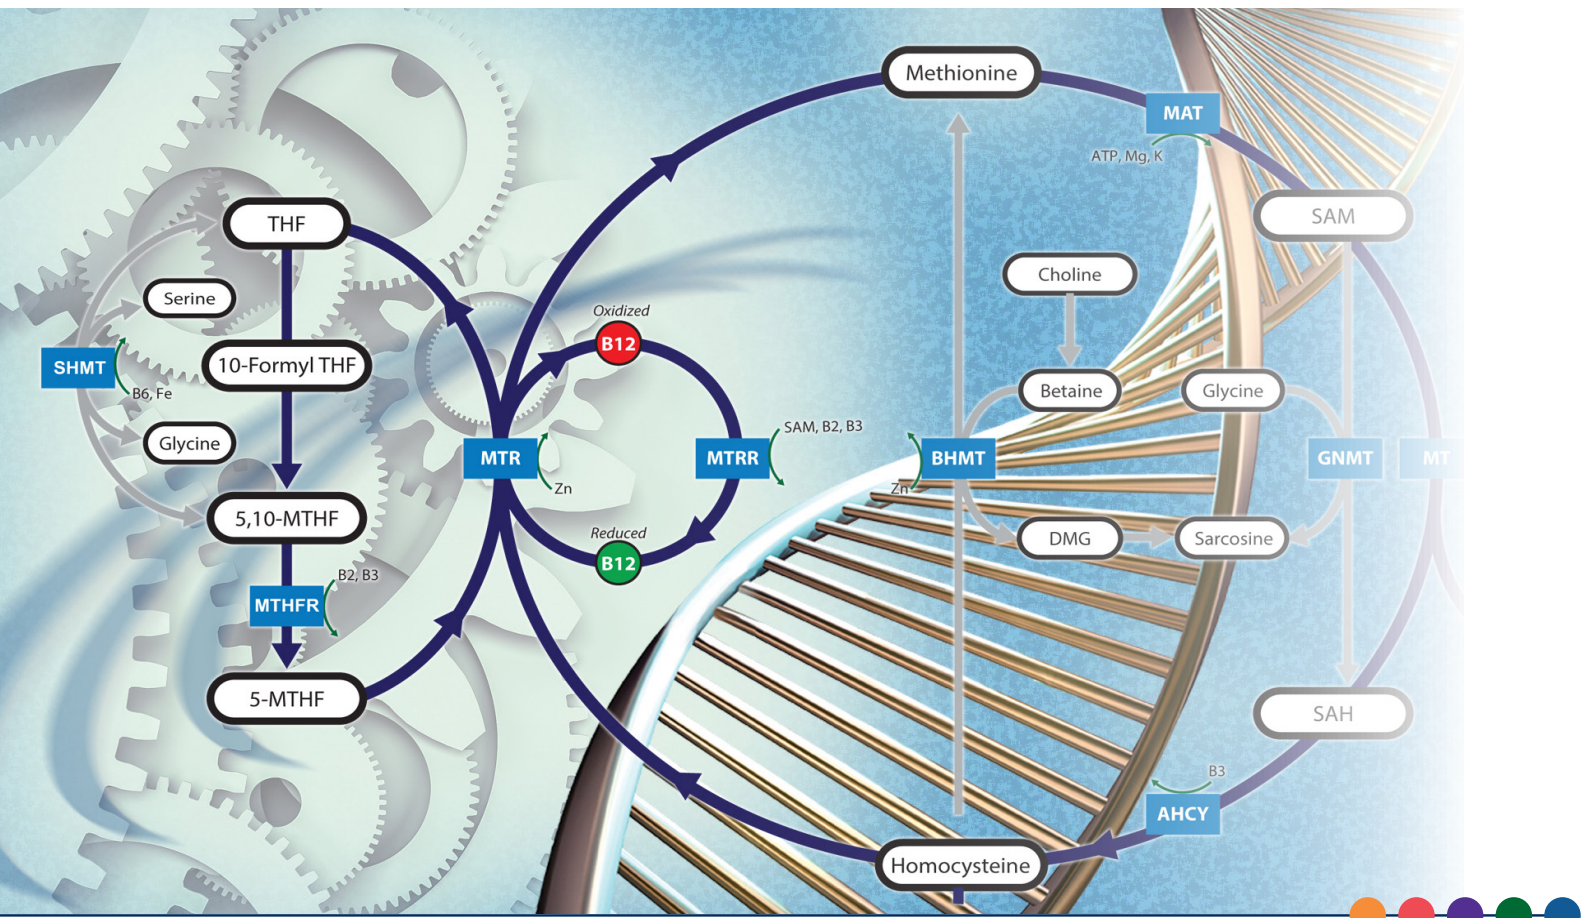 Methionine
MAT
ATP, Mg, K
SAM
THF
Choline
Serine
Oxidized
B12
SHMT
10-Formyl THF
B6, Fe
Betaine
Glycine
Glycine
MTR
Zn
MTRR
SAM, B2, B3
BHMT
Zn
GNMT
MT
5,10-MTHF
Reduced
B12
DMG
Sarcosine
B2, B3
MTHFR
5-MTHF
SAH
B3
AHCY
Homocysteine